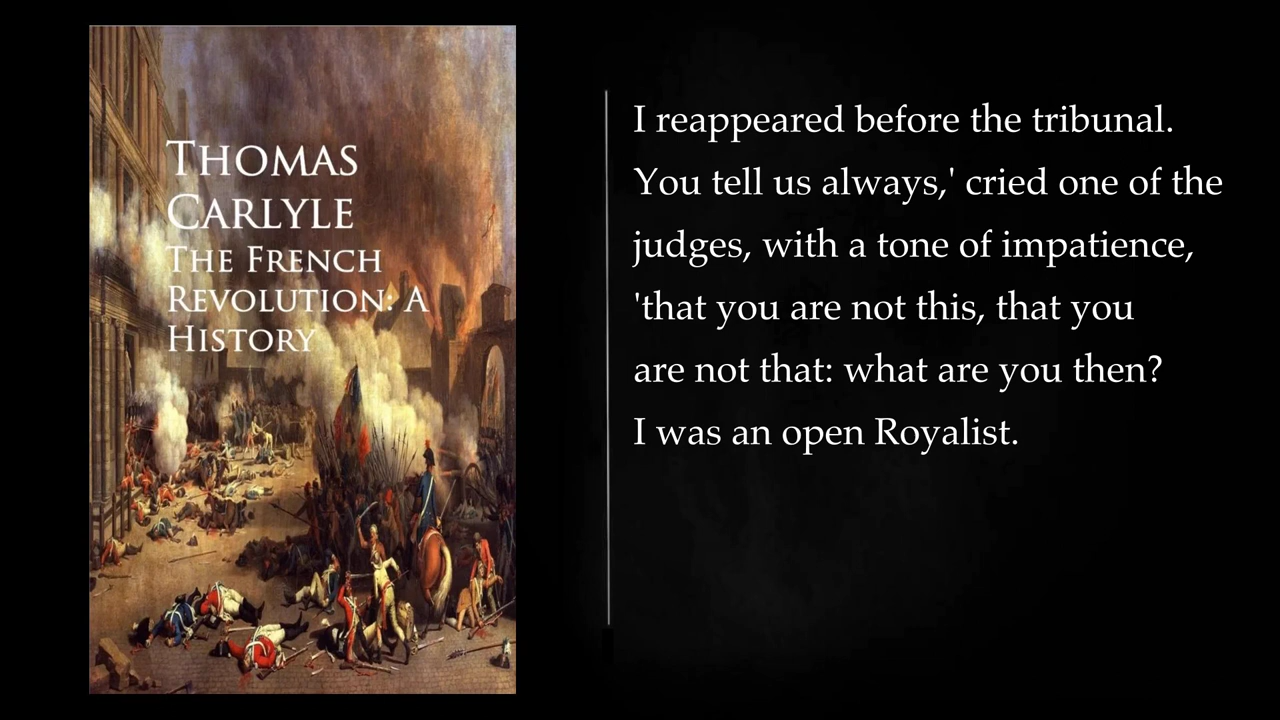 THOMAS
CARLYLE
THE FRENCH
REVOLUTION: A
HISTORY
I reappeared before the tribunal.
You tell us always,' cried one of the
judges, with a tone of impatience,
'that you are not this, that you
are not that: what are you then?
I was an open Royalist.